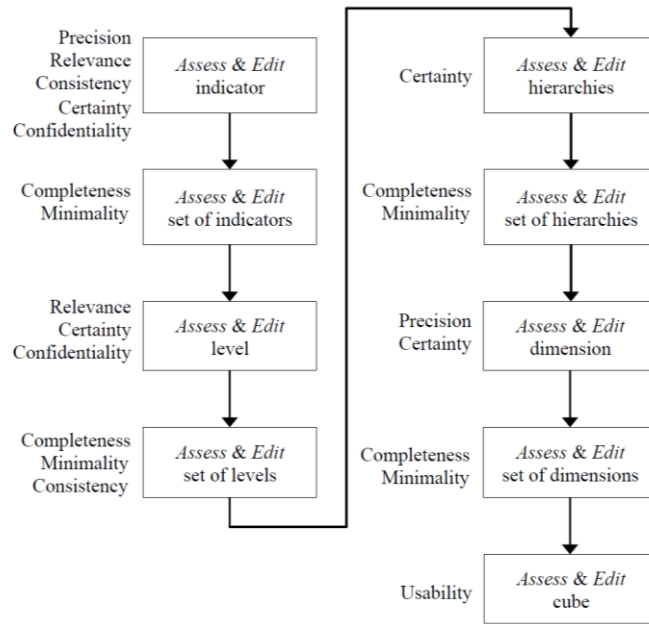 Precision
Relevance
Consistency
Certainty
Confidentiality
Assess & Edit
indicator
Completeness
Minimality
Assess & Edit
set of indicators
Relevance
Certainty
Confidentiality
Assess & Edit
level
Completeness
Minimality
Consistency
Assess & Edit
set of levels
Certainty
Assess & Edit
hierarchies
Completeness
Minimality
Assess & Edit
set of hierarchies
Precision
Certainty
Assess & Edit
dimension
Completeness
Minimality
Assess & Edit
set of dimensions
Usability
Assess & Edit
cube